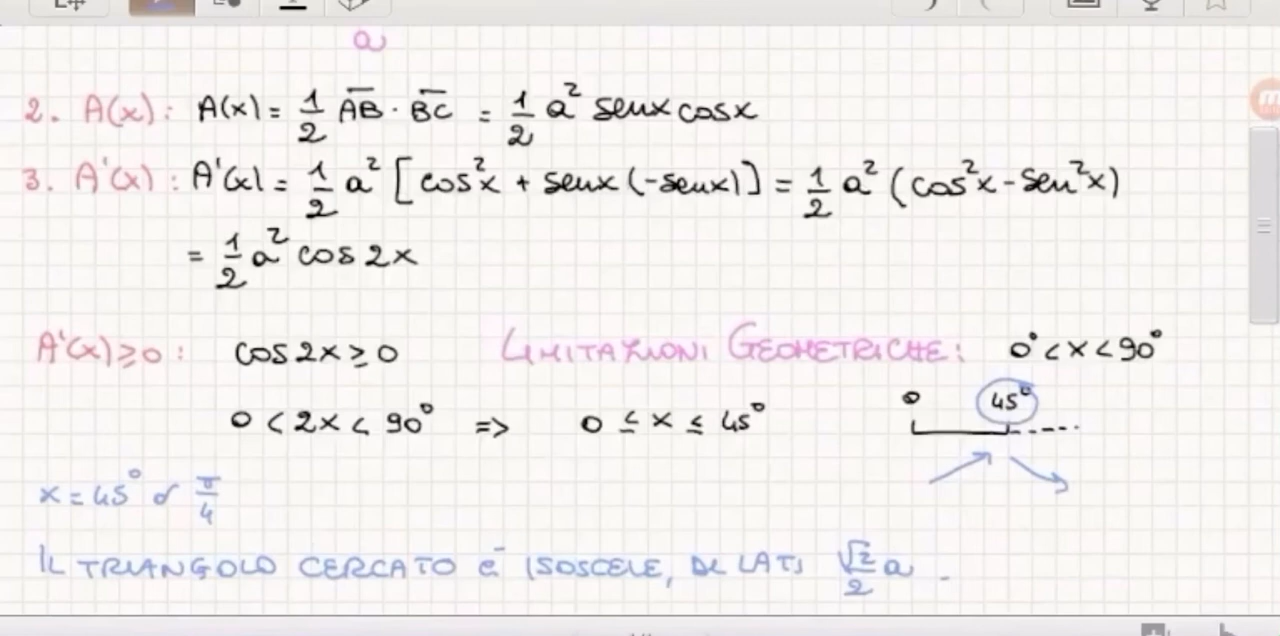 a
2. A(x): A(x) = 1/2 A̅B̅ · B̅C̅ = 1/2 a² senx cosx
3. A'(x): A'(x) = 1/2 a² [cos²x + senx (-senx)] = 1/2 a² (cos²x - sen²x)
= 1/2 a² cos 2x
A'(x) ≥ 0: cos 2x ≥ 0 LIMITAZIONI GEOMETRICHE: 0° < x < 90°
0 45°
0 < 2x < 90° => 0 ≤ x ≤ 45°
x = 45° o π/4
IL TRIANGOLO CERCATO È ISOSCELE, DI LATI √2/2 a.